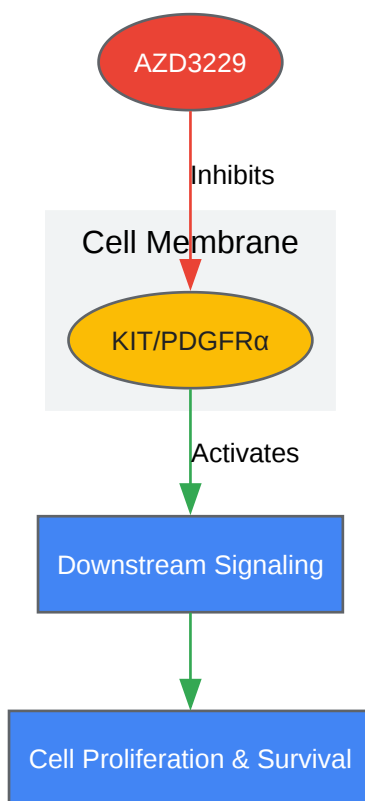 AZD3229
Inhibits
Cell Membrane
KIT/PDGFRα
Activates
Downstream Signaling
Cell Proliferation & Survival